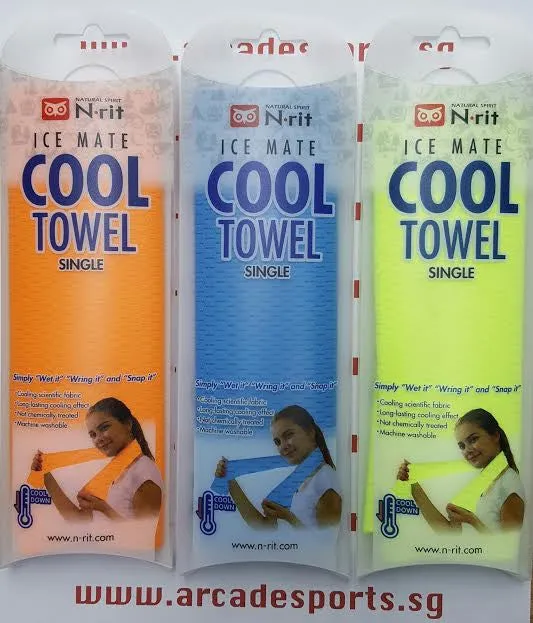 www.arcadesports.sg
NATURAL SPIRIT
N·rit
ICE MATE
COOL
TOWEL
SINGLE
Simply "Wet it" "Wring it" and "Snap it"
*Cooling scientific fabric
*Long-lasting cooling effect
*Not chemically treated
*Machine washable
COOL
DOWN
www.n-rit.com
NATURAL SPIRIT
N·rit
ICE MATE
COOL
TOWEL
SINGLE
Simply "Wet it" "Wring it" and "Snap it"
*Cooling scientific fabric
*Long-lasting cooling effect
*Not chemically treated
*Machine washable
COOL
DOWN
www.n-rit.com
NATURAL SPIRIT
N·rit
ICE MATE
COOL
TOWEL
SINGLE
Simply "Wet it" "Wring it" and "Snap it"
*Cooling scientific fabric
*Long-lasting cooling effect
*Not chemically treated
*Machine washable
COOL
DOWN
www.n-rit.com
www.arcadesports.sg